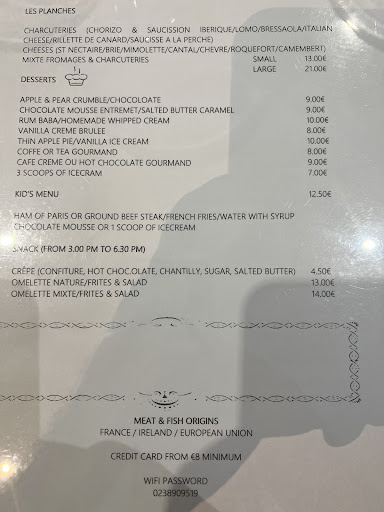 LES PLANCHES
CHARCUTERIES (CHORIZO & SAUCISSION IBERIQUE/LOMO/BRESSAOLA/ITALIAN
CHEESE/RILLETTE DE CANARD/SAUCISSE A LA PERCHE)
CHEESES (ST NECTAIRE/BRIE/MIMOLETTE/CANTAL/CHEVRE/ROQUEFORT/CAMEMBERT)
MIXTE FROMAGES & CHARCUTERIES SMALL 13.00€
LARGE 21.00€
DESSERTS
APPLE & PEAR CRUMBLE/CHOCOLOATE 9.00€
CHOCOLATE MOUSSE ENTREMET/SALTED BUTTER CARAMEL 9.00€
RUM BABA/HOMEMADE WHIPPED CREAM 10.00€
VANILLA CREME BRULEE 8.00€
THIN APPLE PIE/VANILLA ICE CREAM 10.00€
COFFE OR TEA GOURMAND 8.00€
CAFE CREME OU HOT CHOCOLATE GOURMAND 9.00€
3 SCOOPS OF ICECRAM 7.00€
KID'S MENU 12.50€
HAM OF PARIS OR GROUND BEEF STEAK/FRENCH FRIES/WATER WITH SYRUP
CHOCOLATE MOUSSE OR 1 SCOOP OF ICECREAM
SNACK (FROM 3.00 PM TO 6.30 PM)
CRÊPE (CONFITURE, HOT CHOC.OLATE, CHANTILLY, SUGAR, SALTED BUTTER) 4.50€
OMELETTE NATURE/FRITES & SALAD 13.00€
OMELETTE MIXTE/FRITES & SALAD 14.00€
MEAT & FISH ORIGINS
FRANCE / IRELAND / EUROPEAN UNION
CREDIT CARD FROM €8 MINIMUM
WIFI PASSWORD
0238909519